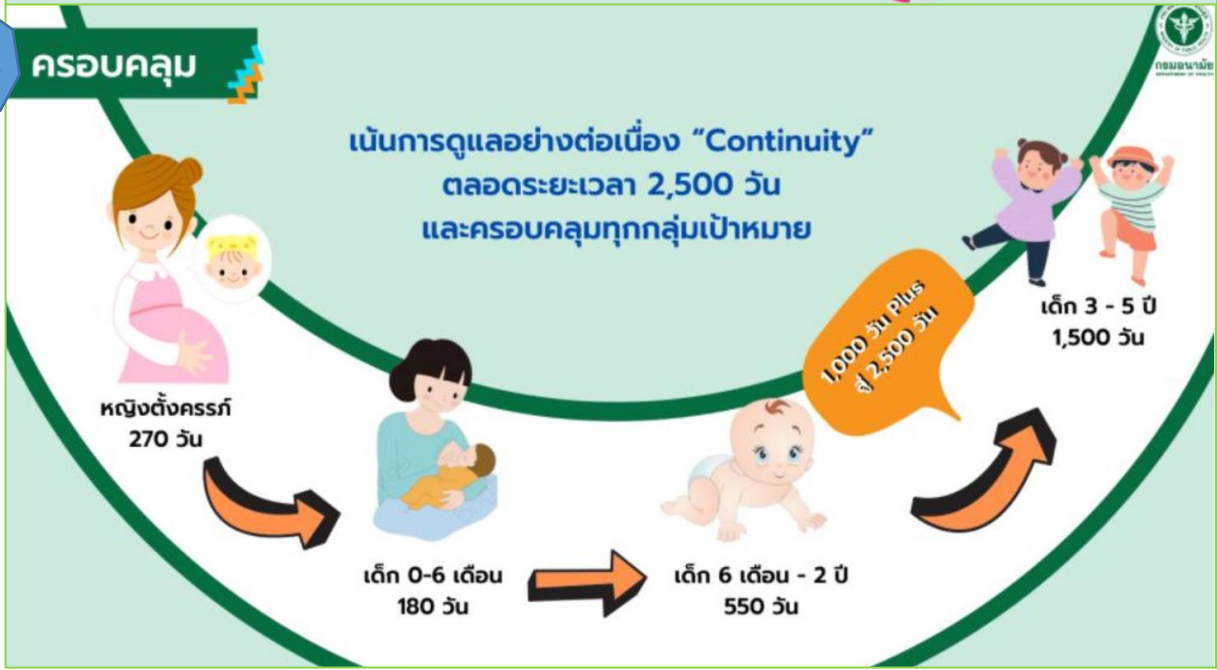 ครอบคลุม
กรมอนามัย
DEPARTMENT OF HEALTH
เน้นการดูแลอย่างต่อเนื่อง “Continuity”
ตลอดระยะเวลา 2,500 วัน
และครอบคลุมทุกกลุ่มเป้าหมาย
หญิงตั้งครรภ์
270 วัน
เด็ก 0-6 เดือน
180 วัน
เด็ก 6 เดือน - 2 ปี
550 วัน
1,000 วัน Plus
สู่ 2,500 วัน
เด็ก 3 - 5 ปี
1,500 วัน